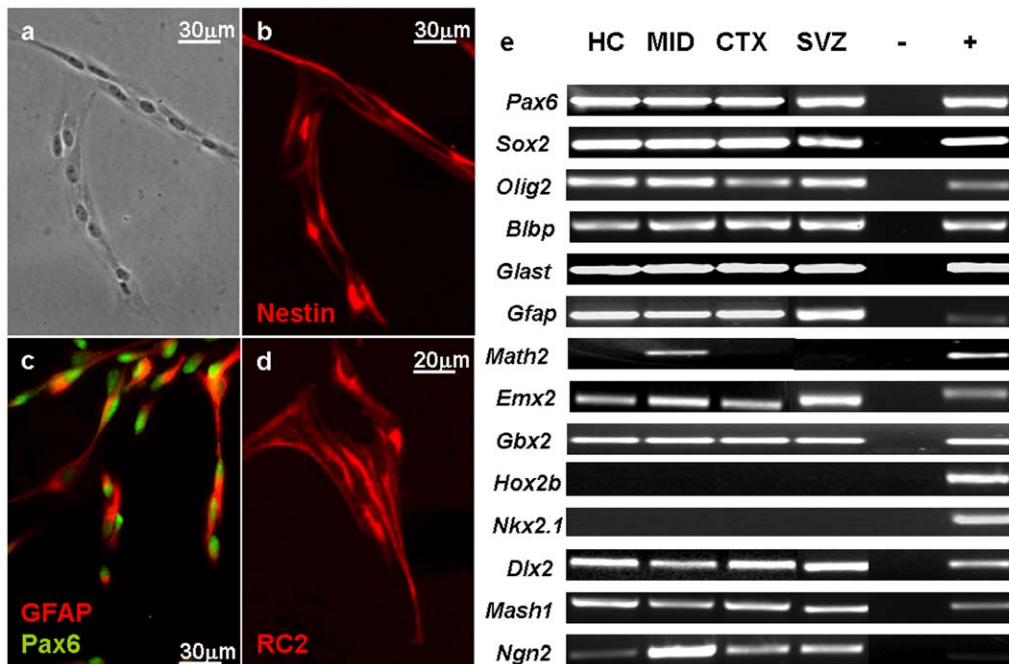 a
30µm
b
30µm
Nestin
c
GFAP
Pax6
30µm
d
20µm
RC2
e
HC MID CTX SVZ - +
Pax6
Sox2
Olig2
Blbp
Glast
Gfap
Math2
Emx2
Gbx2
Hox2b
Nkx2.1
Dlx2
Mash1
Ngn2